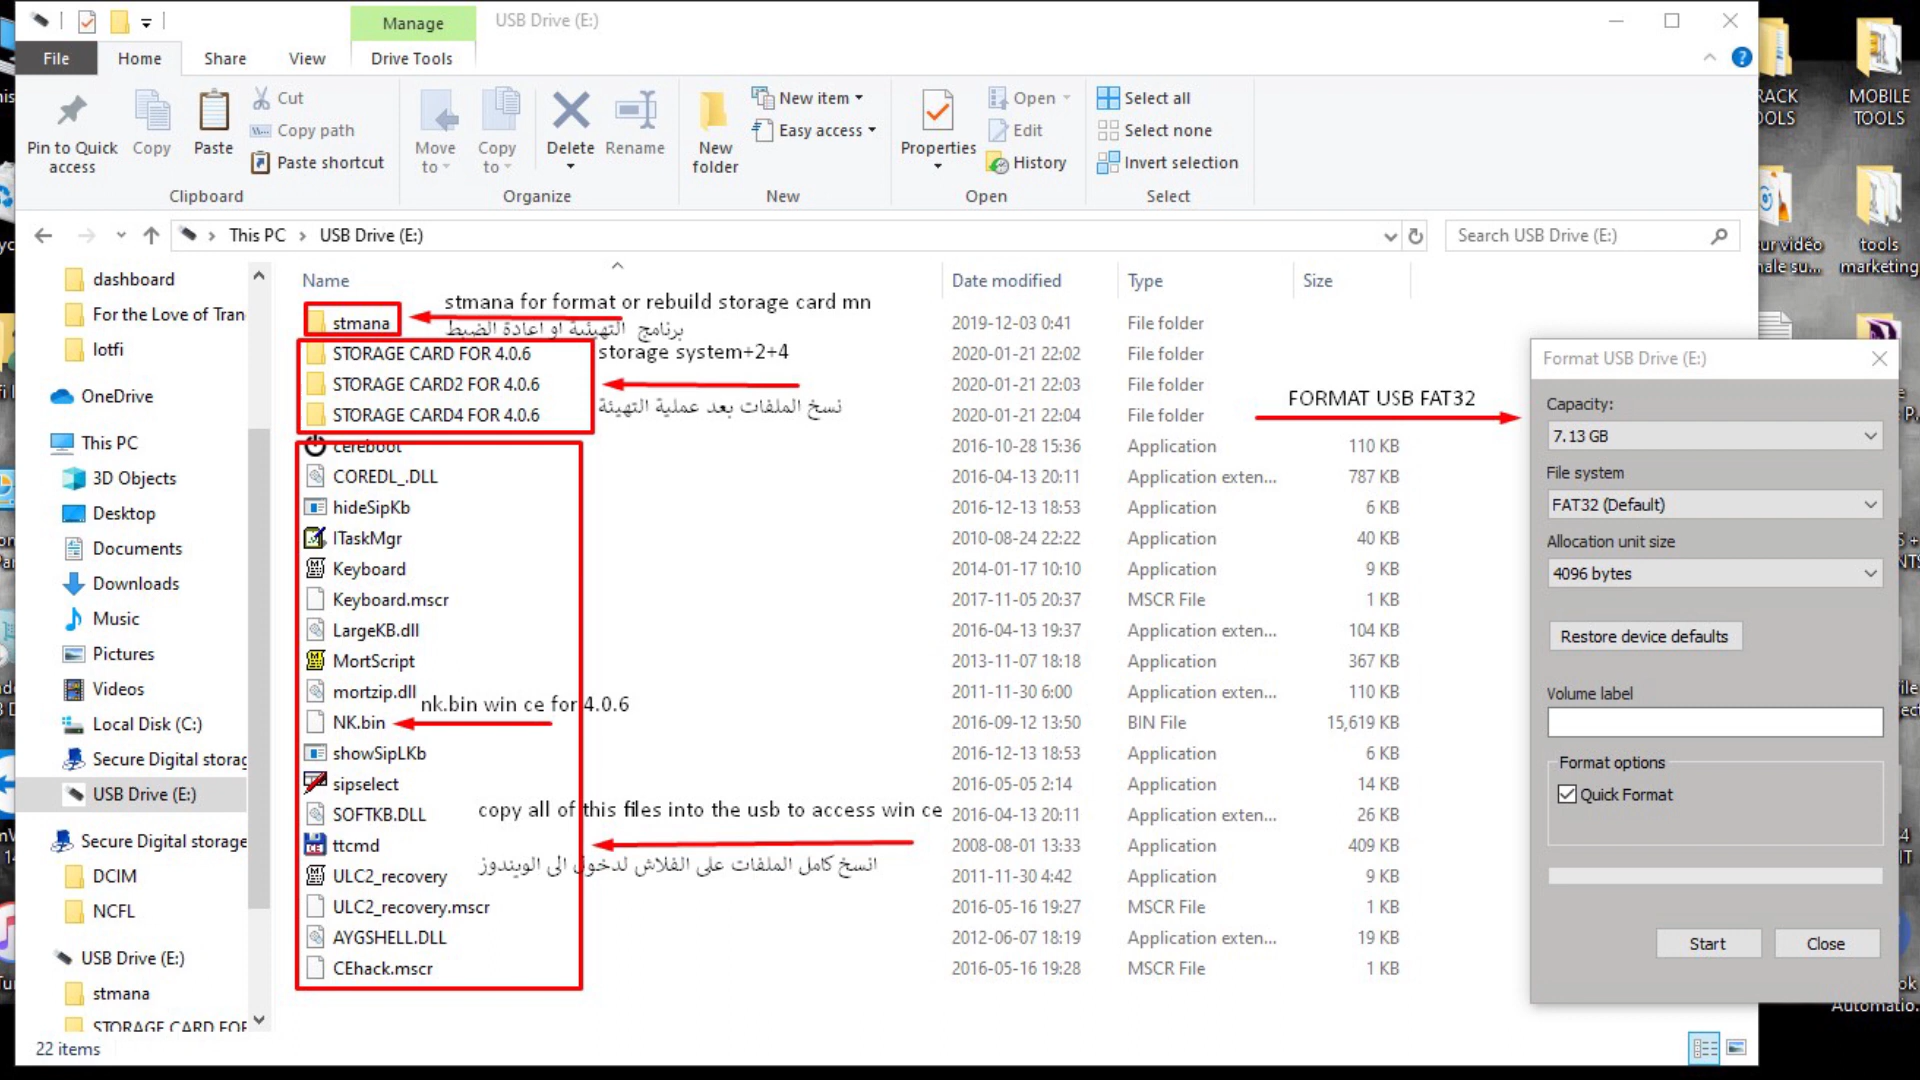 Manage
USB Drive (E:)
File
Home
Share
View
Drive Tools
Pin to Quick access
Copy
Paste
Cut
Copy path
Paste shortcut
Clipboard
Move to
Copy to
Delete
Rename
Organize
New folder
New item
Easy access
New
Properties
Open
Edit
History
Open
Select all
Select none
Invert selection
Select
This PC > USB Drive (E:)
Search USB Drive (E:)
dashboard
For the Love of Tran
lotfi
OneDrive
This PC
3D Objects
Desktop
Documents
Downloads
Music
Pictures
Videos
Local Disk (C:)
Secure Digital storag
USB Drive (E:)
Secure Digital storage
DCIM
NCFL
USB Drive (E:)
stmana
STORAGE CARD FOR
22 items
Name Date modified Type Size
stmana 2019-12-03 0:41 File folder
STORAGE CARD FOR 4.0.6 2020-01-21 22:02 File folder
STORAGE CARD2 FOR 4.0.6 2020-01-21 22:03 File folder
STORAGE CARD4 FOR 4.0.6 2020-01-21 22:04 File folder
cereboot 2016-10-28 15:36 Application 110 KB
COREDL_.DLL 2016-04-13 20:11 Application exten... 787 KB
hideSipKb 2016-12-13 18:53 Application 6 KB
ITaskMgr 2010-08-24 22:22 Application 40 KB
Keyboard 2014-01-17 10:10 Application 9 KB
Keyboard.mscr 2017-11-05 20:37 MSCR File 1 KB
LargeKB.dll 2016-04-13 19:37 Application exten... 104 KB
MortScript 2013-11-07 18:18 Application 367 KB
mortzip.dll 2011-11-30 6:00 Application exten... 110 KB
NK.bin 2016-09-12 13:50 BIN File 15,619 KB
showSipLKb 2016-12-13 18:53 Application 6 KB
sipselect 2016-05-05 2:14 Application 14 KB
SOFTKB.DLL 2016-04-13 20:11 Application exten... 26 KB
ttcmd 2008-08-01 13:33 Application 409 KB
ULC2_recovery 2011-11-30 4:42 Application 9 KB
ULC2_recovery.mscr 2016-05-16 19:27 MSCR File 1 KB
AYGSHELL.DLL 2012-06-07 18:19 Application exten... 19 KB
CEhack.mscr 2016-05-16 19:28 MSCR File 1 KB
stmana for format or rebuild storage card mn
برنامج التهيئية او اعادة الضبط
storage system+2+4
نسخ الملفات بعد عملية التهيئة
nk.bin win ce for 4.0.6
copy all of this files into the usb to access win ce
انسخ كامل الملفات على الفلاش لدخول الى الويندوز
FORMAT USB FAT32
Format USB Drive (E:)
Capacity:
7.13 GB
File system
FAT32 (Default)
Allocation unit size
4096 bytes
Restore device defaults
Volume label
Format options
Quick Format
Start
Close
MOBILE
TOOLS
tools
marketing